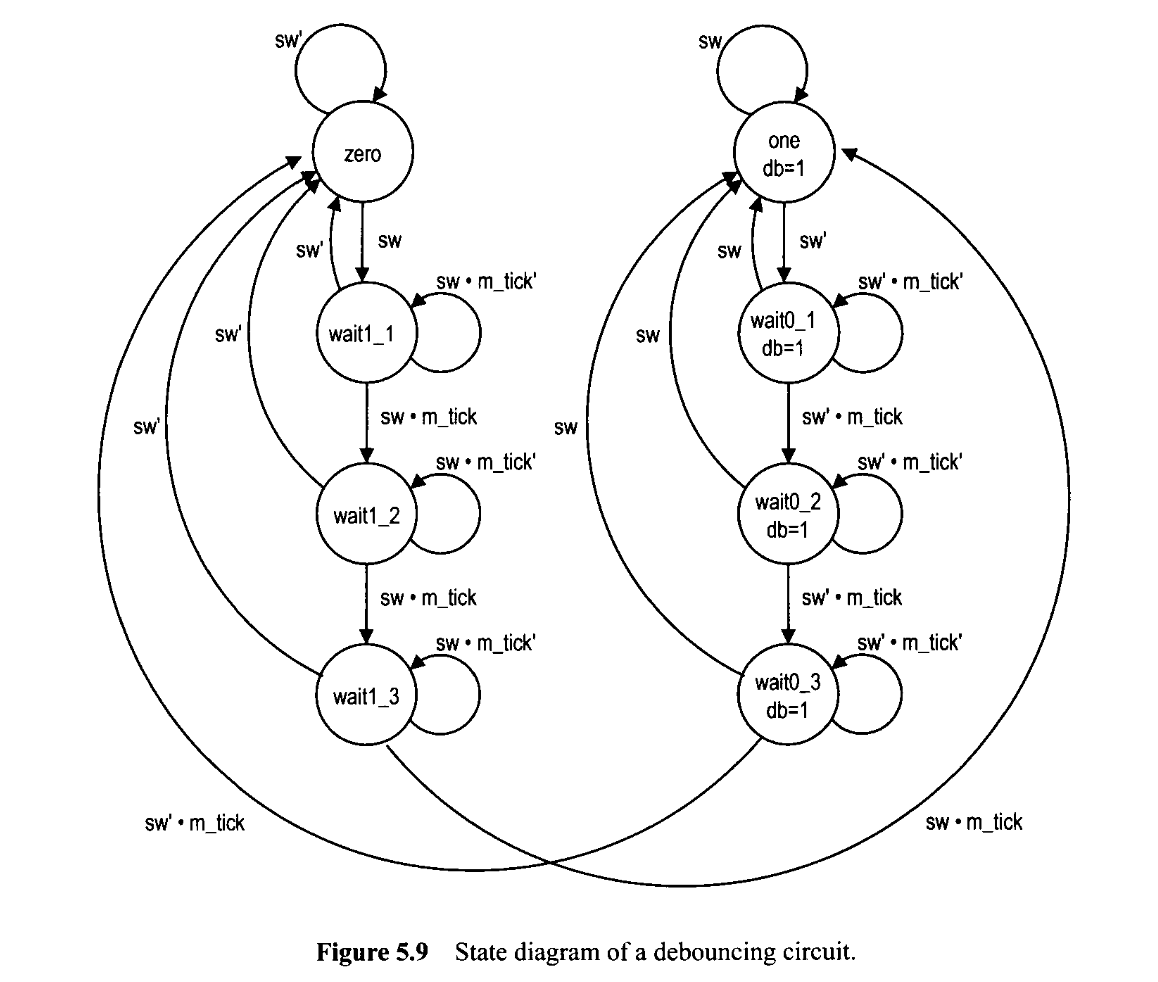 sw'
sw
zero
one
db=1
sw'
sw
sw
sw'
sw • m_tick'
sw' • m_tick'
wait1_1
wait0_1
db=1
sw'
sw
sw • m_tick
sw' • m_tick
sw'
sw
sw • m_tick'
sw' • m_tick'
wait1_2
wait0_2
db=1
sw • m_tick
sw' • m_tick
sw • m_tick'
sw' • m_tick'
wait1_3
wait0_3
db=1
sw' • m_tick
sw • m_tick
Figure 5.9 State diagram of a debouncing circuit.